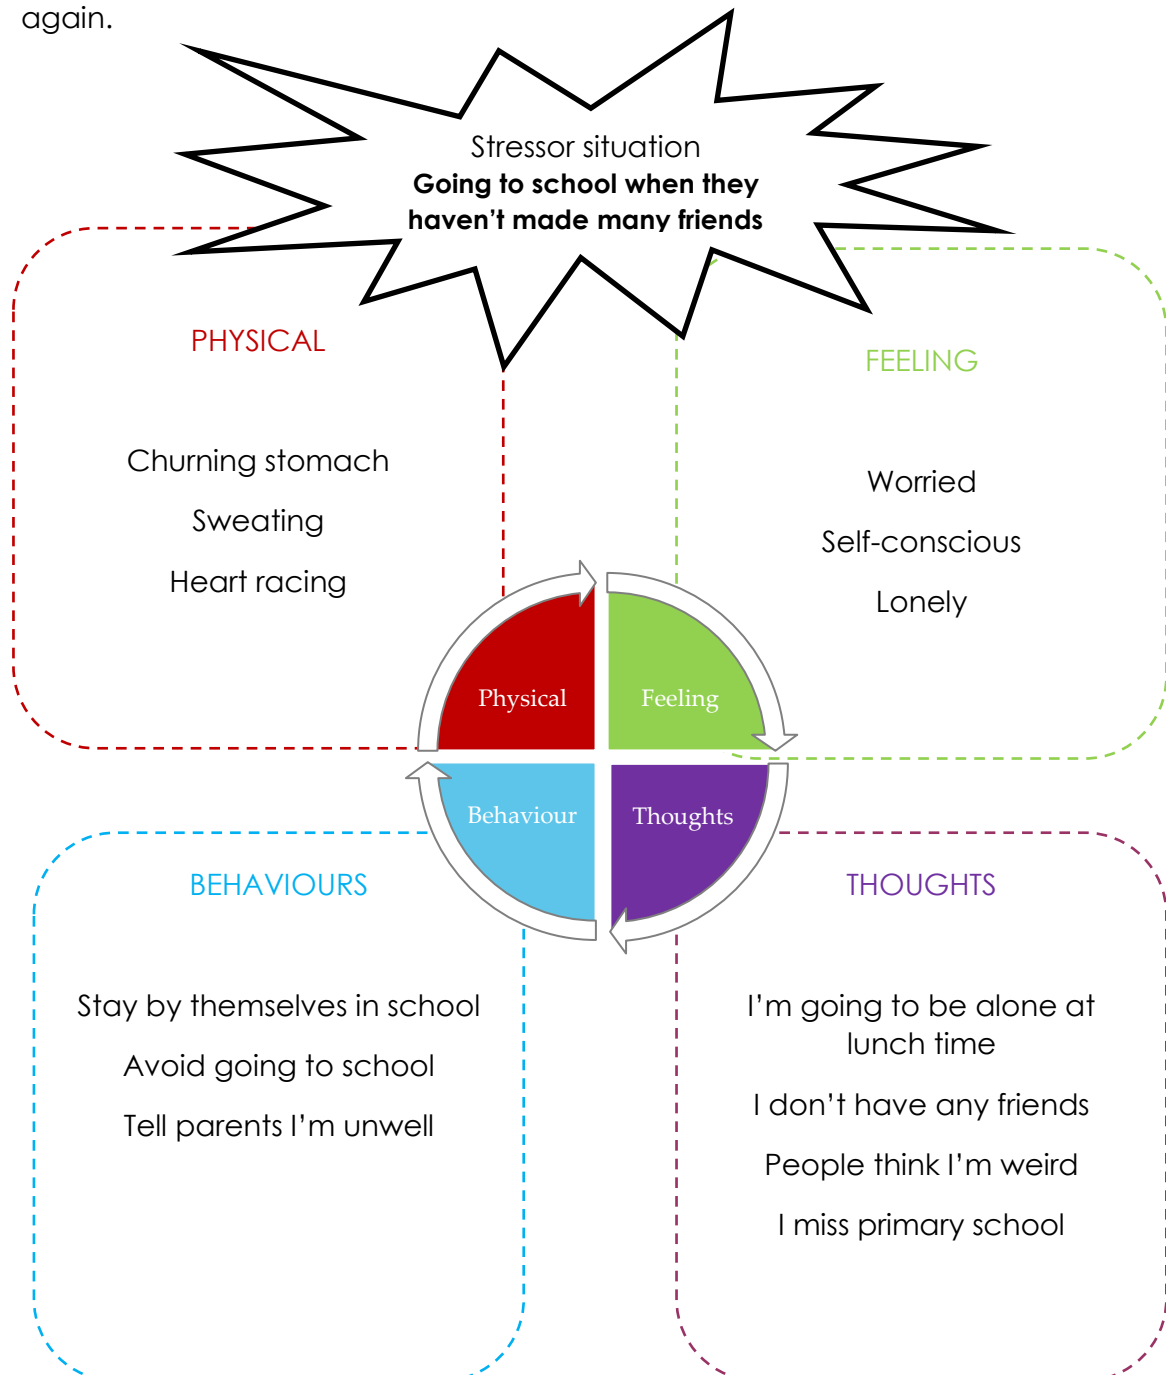 again.
Stressor situation
Going to school when they
haven't made many friends
PHYSICAL
Churning stomach
Sweating
Heart racing
FEELING
Worried
Self-conscious
Lonely
Physical
Feeling
Behaviour
Thoughts
BEHAVIOURS
Stay by themselves in school
Avoid going to school
Tell parents I'm unwell
THOUGHTS
I'm going to be alone at
lunch time
I don't have any friends
People think I'm weird
I miss primary school